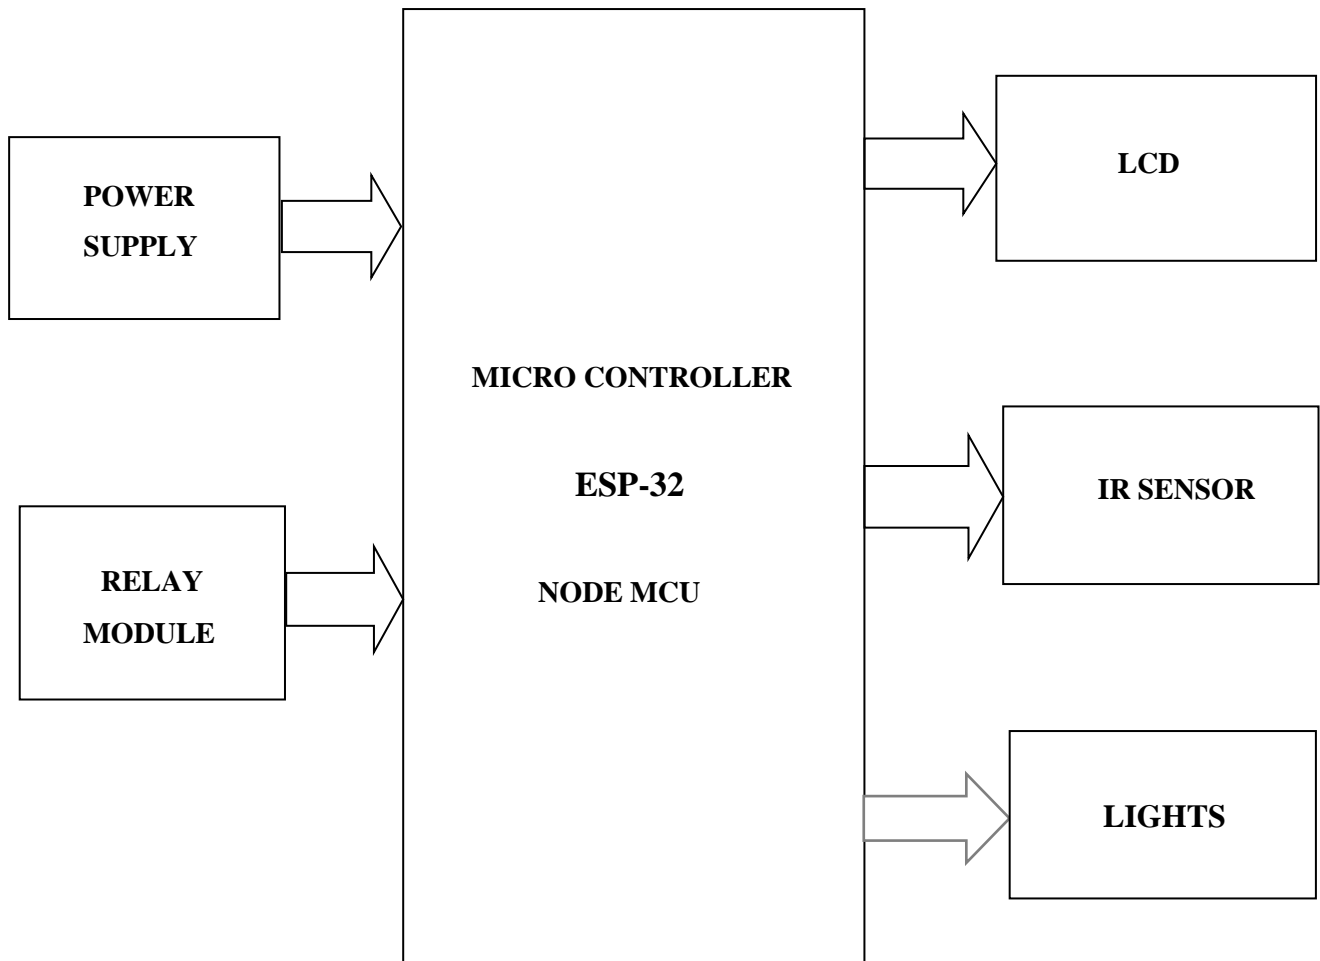 POWER
SUPPLY
RELAY
MODULE
MICRO CONTROLLER
ESP-32
NODE MCU
LCD
IR SENSOR
LIGHTS